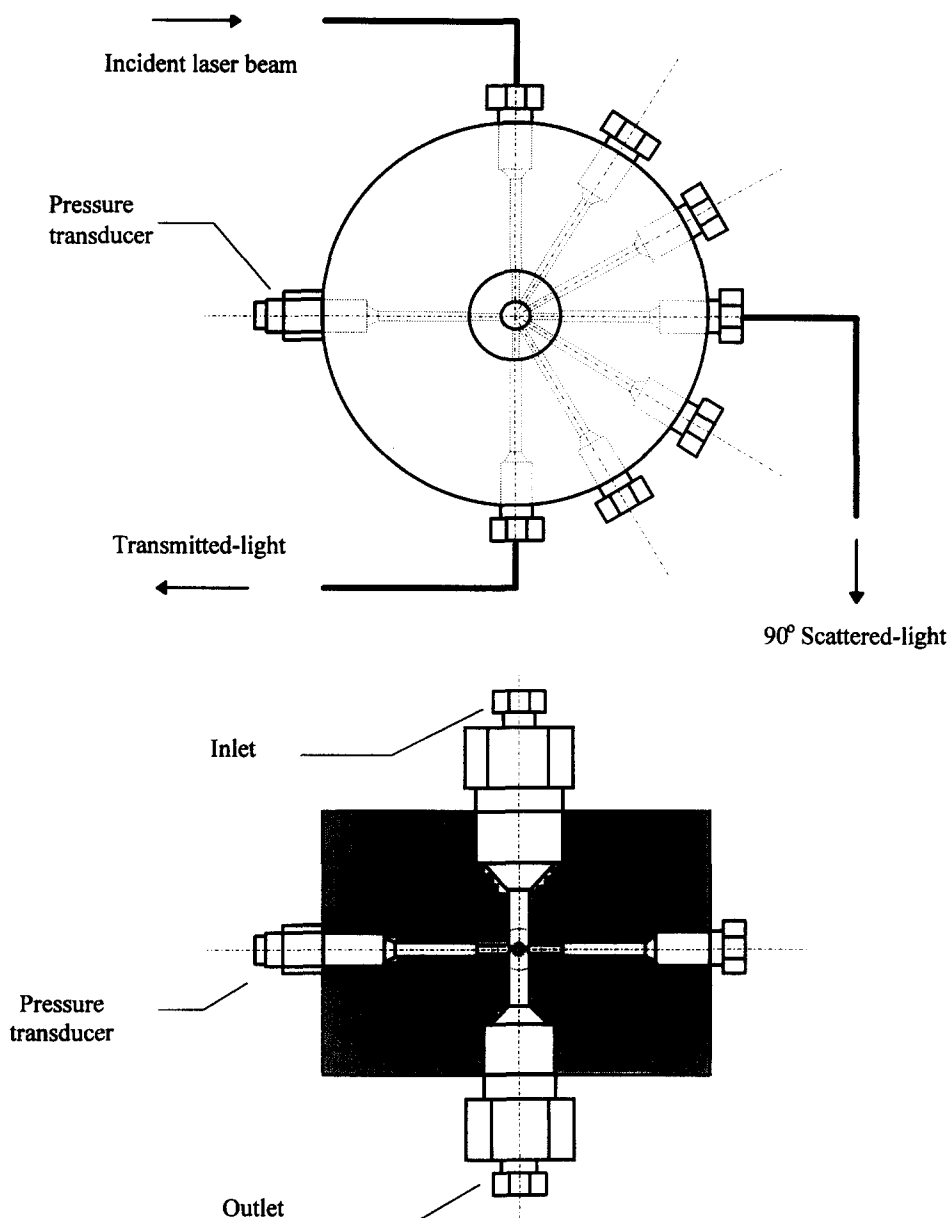 Incident laser beam
Pressure
transducer
Transmitted-light
90° Scattered-light
Inlet
Pressure
transducer
Outlet